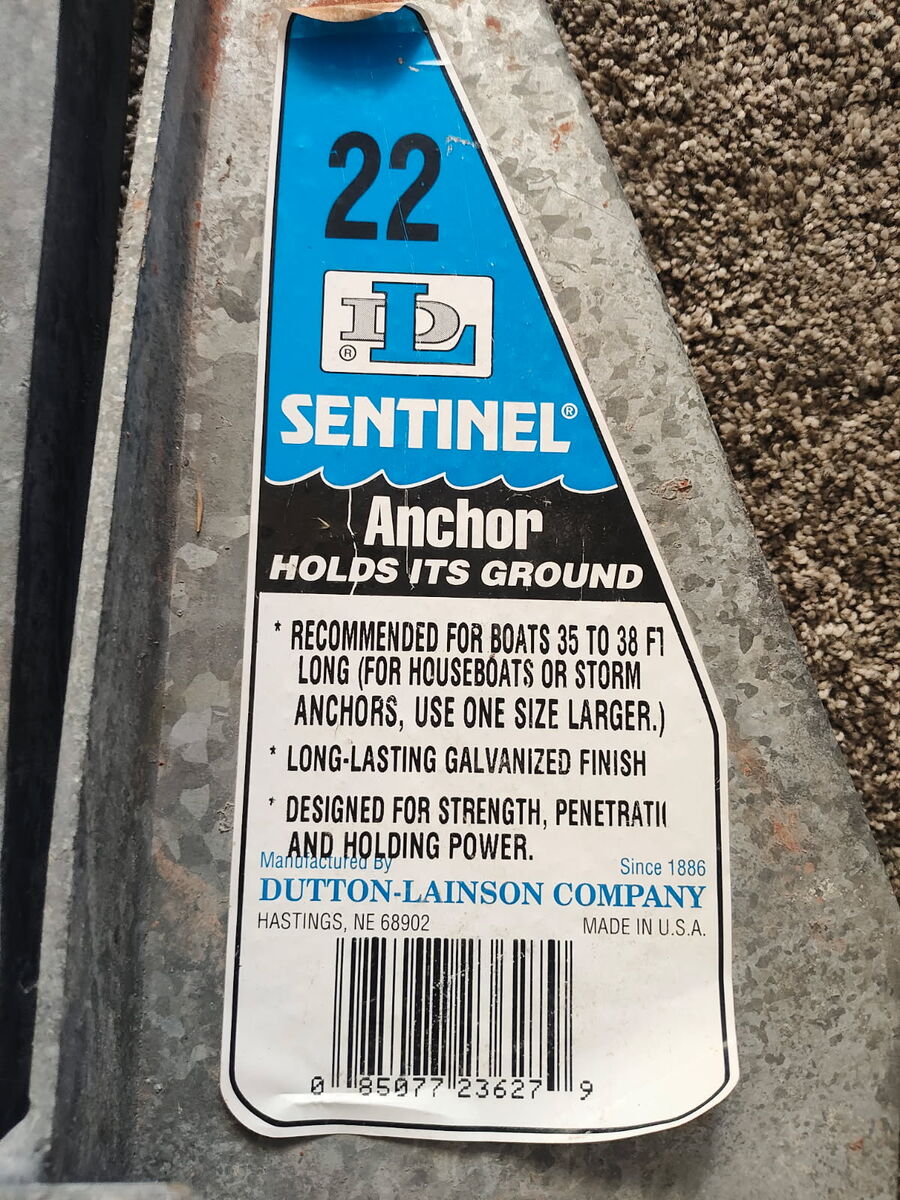 22
DL
®
SENTINEL®
Anchor
HOLDS ITS GROUND
* RECOMMENDED FOR BOATS 35 TO 38 FT
LONG (FOR HOUSEBOATS OR STORM
ANCHORS, USE ONE SIZE LARGER.)
* LONG-LASTING GALVANIZED FINISH
* DESIGNED FOR STRENGTH, PENETRATI
AND HOLDING POWER.
Manufactured By
Since 1886
DUTTON-LAINSON COMPANY
HASTINGS, NE 68902
MADE IN U.S.A.
0 85077 23627 9